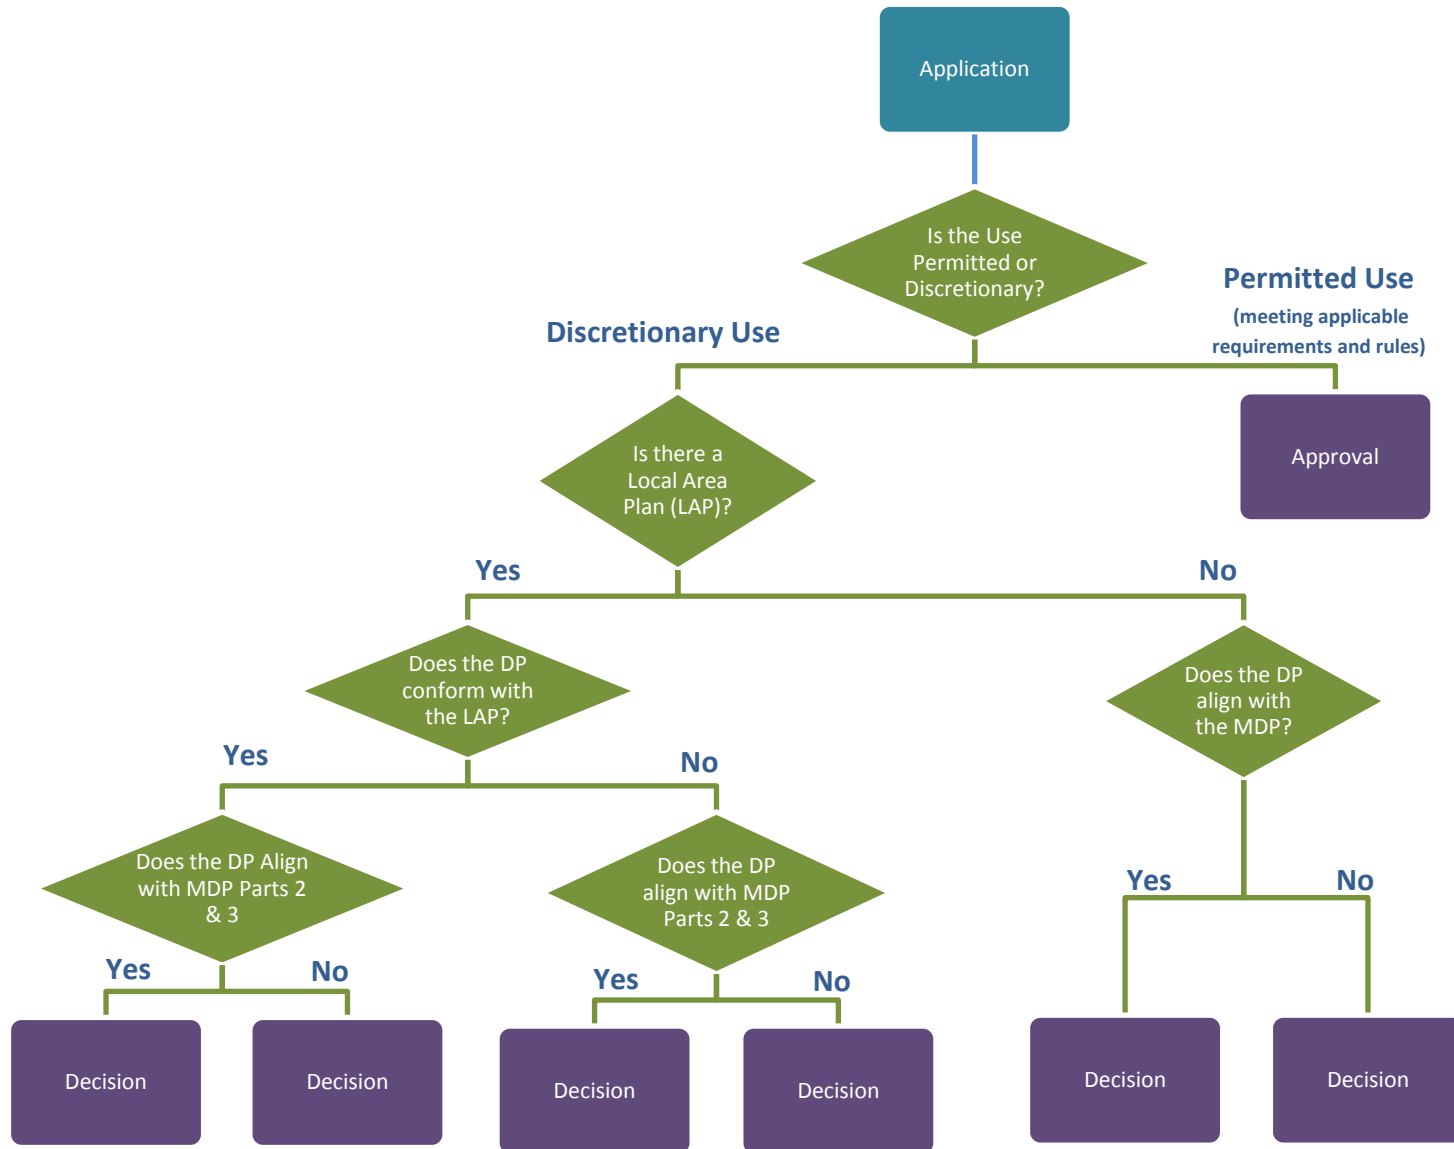 Application
Is the Use
Permitted or
Discretionary?
Permitted Use
(meeting applicable
requirements and rules)
Discretionary Use
Is there a
Local Area
Plan (LAP)?
Approval
Yes
No
Does the DP
conform with
the LAP?
Does the DP
align with
the MDP?
Yes
No
Does the DP Align
with MDP Parts 2
& 3
Does the DP
align with MDP
Parts 2 & 3
Yes
No
Yes
No
Yes
No
Decision
Decision
Decision
Decision
Decision
Decision